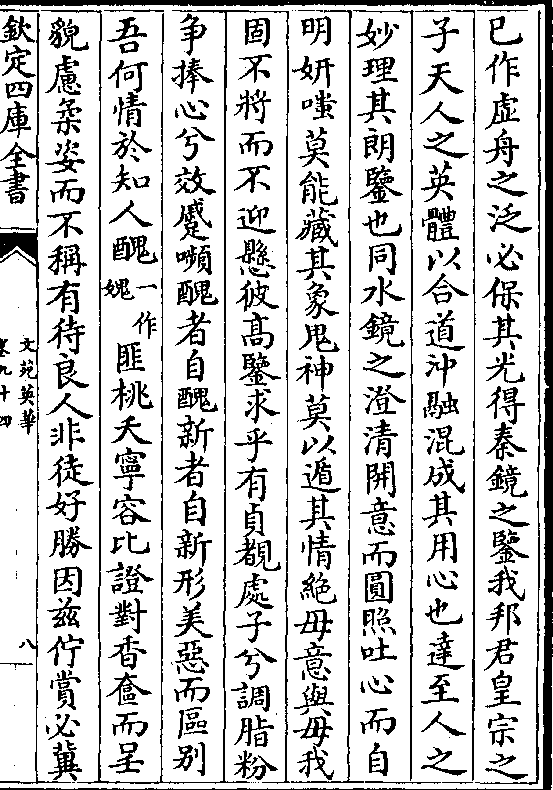 已作虚舟之泛必保其光得秦鏡之鑒我邦君皇宗之
子天人之英體以合道沖融混成其用心也達至人之
妙理其朗鑒也同水鏡之澄清開意而圓照吐心而自
明妍嗤莫能藏其象鬼神莫以遁其情絶毋意與毋我
固不將而不迎懸彼高鑒求乎有貞覩處子兮調脂粉
争捧心兮效蹙嚬醜者自醜新者自新形美惡而區别
吾何情於知人醜一作媿匪桃夭寧容比證對香奩而呈
貌慮柔姿而不稱有待良人非徒好勝因兹佇賞必冀
欽定四庫全書
文苑英華
卷九十四
八